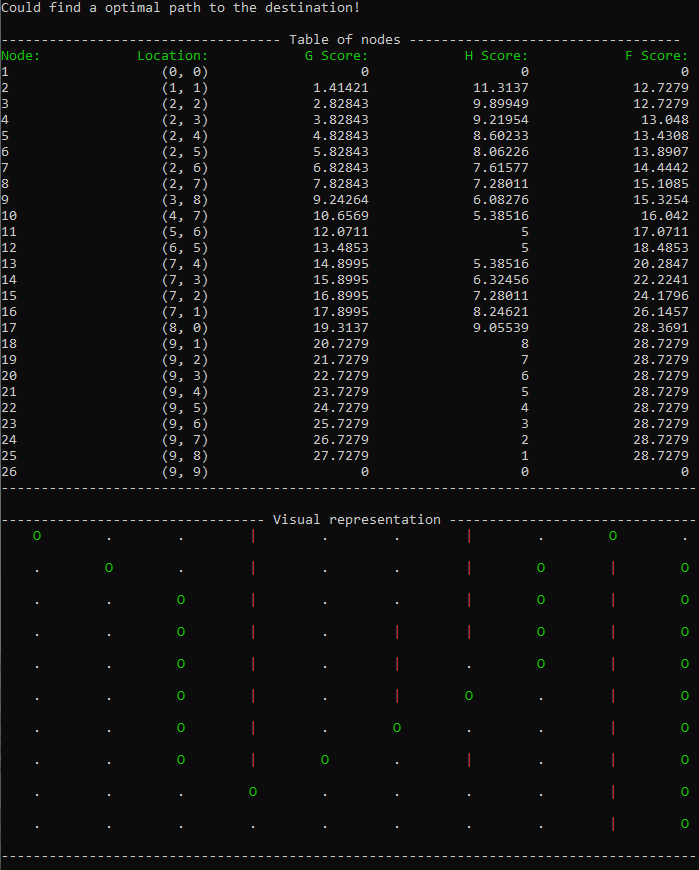 Could find a optimal path to the destination!
----------------------------------- Table of nodes ----------------------------------
Node: Location: G Score: H Score: F Score:
1 (0, 0) 0 0 0
2 (1, 1) 1.41421 11.3137 12.7279
3 (2, 2) 2.82843 9.89949 12.7279
4 (2, 3) 3.82843 9.21954 13.048
5 (2, 4) 4.82843 8.60233 13.4308
6 (2, 5) 5.82843 8.06226 13.8907
7 (2, 6) 6.82843 7.61577 14.4442
8 (2, 7) 7.82843 7.28011 15.1085
9 (3, 8) 9.24264 6.08276 15.3254
10 (4, 7) 10.6569 5.38516 16.042
11 (5, 6) 12.0711 5 17.0711
12 (6, 5) 13.4853 5 18.4853
13 (7, 4) 14.8995 5.38516 20.2847
14 (7, 3) 15.8995 6.32456 22.2241
15 (7, 2) 16.8995 7.28011 24.1796
16 (7, 1) 17.8995 8.24621 26.1457
17 (8, 0) 19.3137 9.05539 28.3691
18 (9, 1) 20.7279 8 28.7279
19 (9, 2) 21.7279 7 28.7279
20 (9, 3) 22.7279 6 28.7279
21 (9, 4) 23.7279 5 28.7279
22 (9, 5) 24.7279 4 28.7279
23 (9, 6) 25.7279 3 28.7279
24 (9, 7) 26.7279 2 28.7279
25 (9, 8) 27.7279 1 28.7279
26 (9, 9) 0 0 0
---------------------------------------------------------------------------------------
-------------------------------- Visual representation -------------------------------
O . . | . . | . O .
. O . | . . | O | O
. . O | . . | O | O
. . O | . | | O | O
. . O | . | . O | O
. . O | . | O . | O
. . O | . O . . | O
. . O | O . | . | O
. . . O . . . . | O
. . . . . . . . | O
---------------------------------------------------------------------------------------